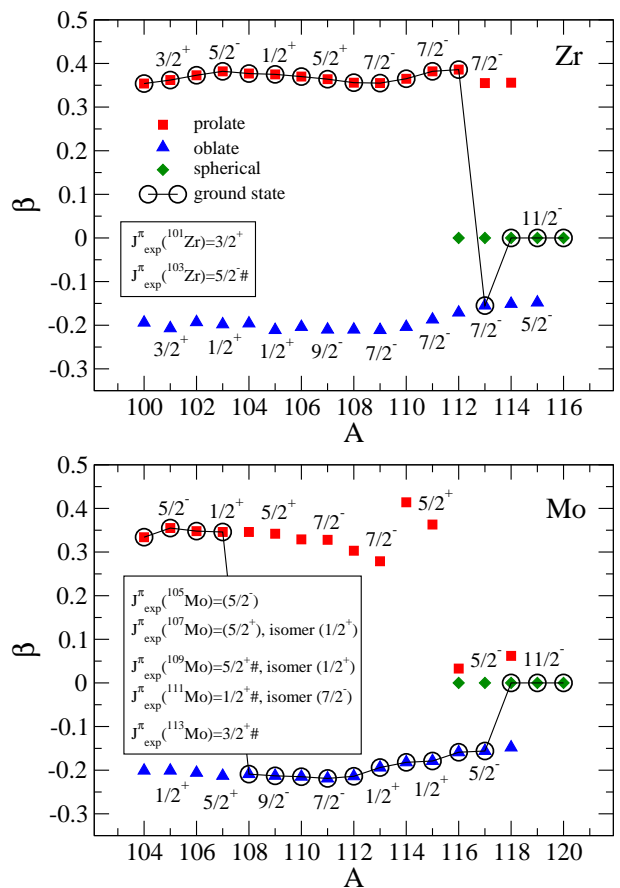 0.5
Zr
7/2⁻
3/2⁺ 5/2⁻ 1/2⁺ 5/2⁺ 7/2⁻ 7/2⁻
0.4
0.3
prolate
0.2
oblate
0.1
spherical
ground state
11/2⁻
β
0
J^π_exp(¹⁰¹Zr)=3/2⁺
J^π_exp(¹⁰³Zr)=5/2⁻#
-0.1
-0.2
3/2⁺ 1/2⁺ 1/2⁺ 9/2⁻ 7/2⁻ 7/2⁻ 7/2⁻ 5/2⁻
-0.3
100 102 104 106 108 110 112 114 116
A
0.5
Mo
5/2⁻ 1/2⁺ 5/2⁺ 7/2⁻ 7/2⁻ 5/2⁺
0.4
0.3
0.2
J^π_exp(¹⁰⁵Mo)=(5/2⁻)
J^π_exp(¹⁰⁷Mo)=(5/2⁺), isomer (1/2⁺)
0.1
J^π_exp(¹⁰⁹Mo)=5/2⁺#, isomer (1/2⁺)
5/2⁻ 11/2⁻
β
0
J^π_exp(¹¹¹Mo)=1/2⁺#, isomer (7/2⁻)
-0.1
J^π_exp(¹¹³Mo)=3/2⁺#
-0.2
1/2⁺ 5/2⁺ 9/2⁻ 7/2⁻ 1/2⁺ 1/2⁺ 5/2⁻
-0.3
104 106 108 110 112 114 116 118 120
A